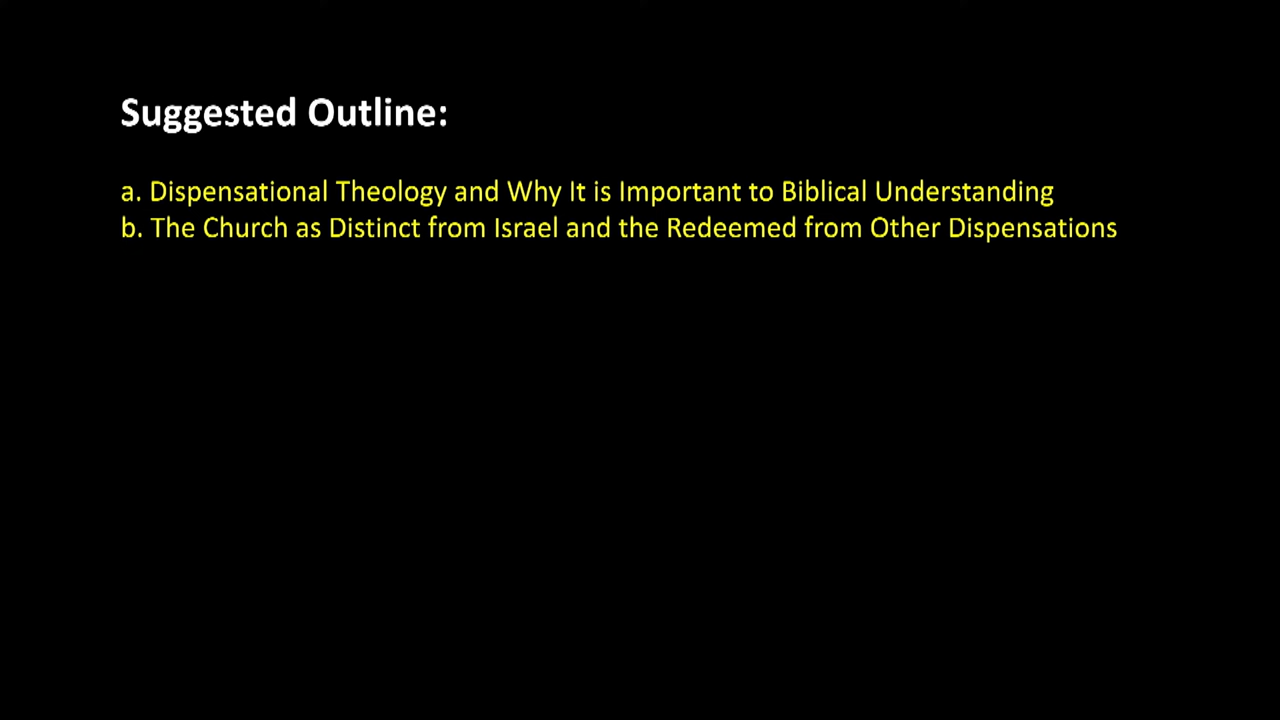 Suggested Outline:
a. Dispensational Theology and Why It is Important to Biblical Understanding
b. The Church as Distinct from Israel and the Redeemed from Other Dispensations